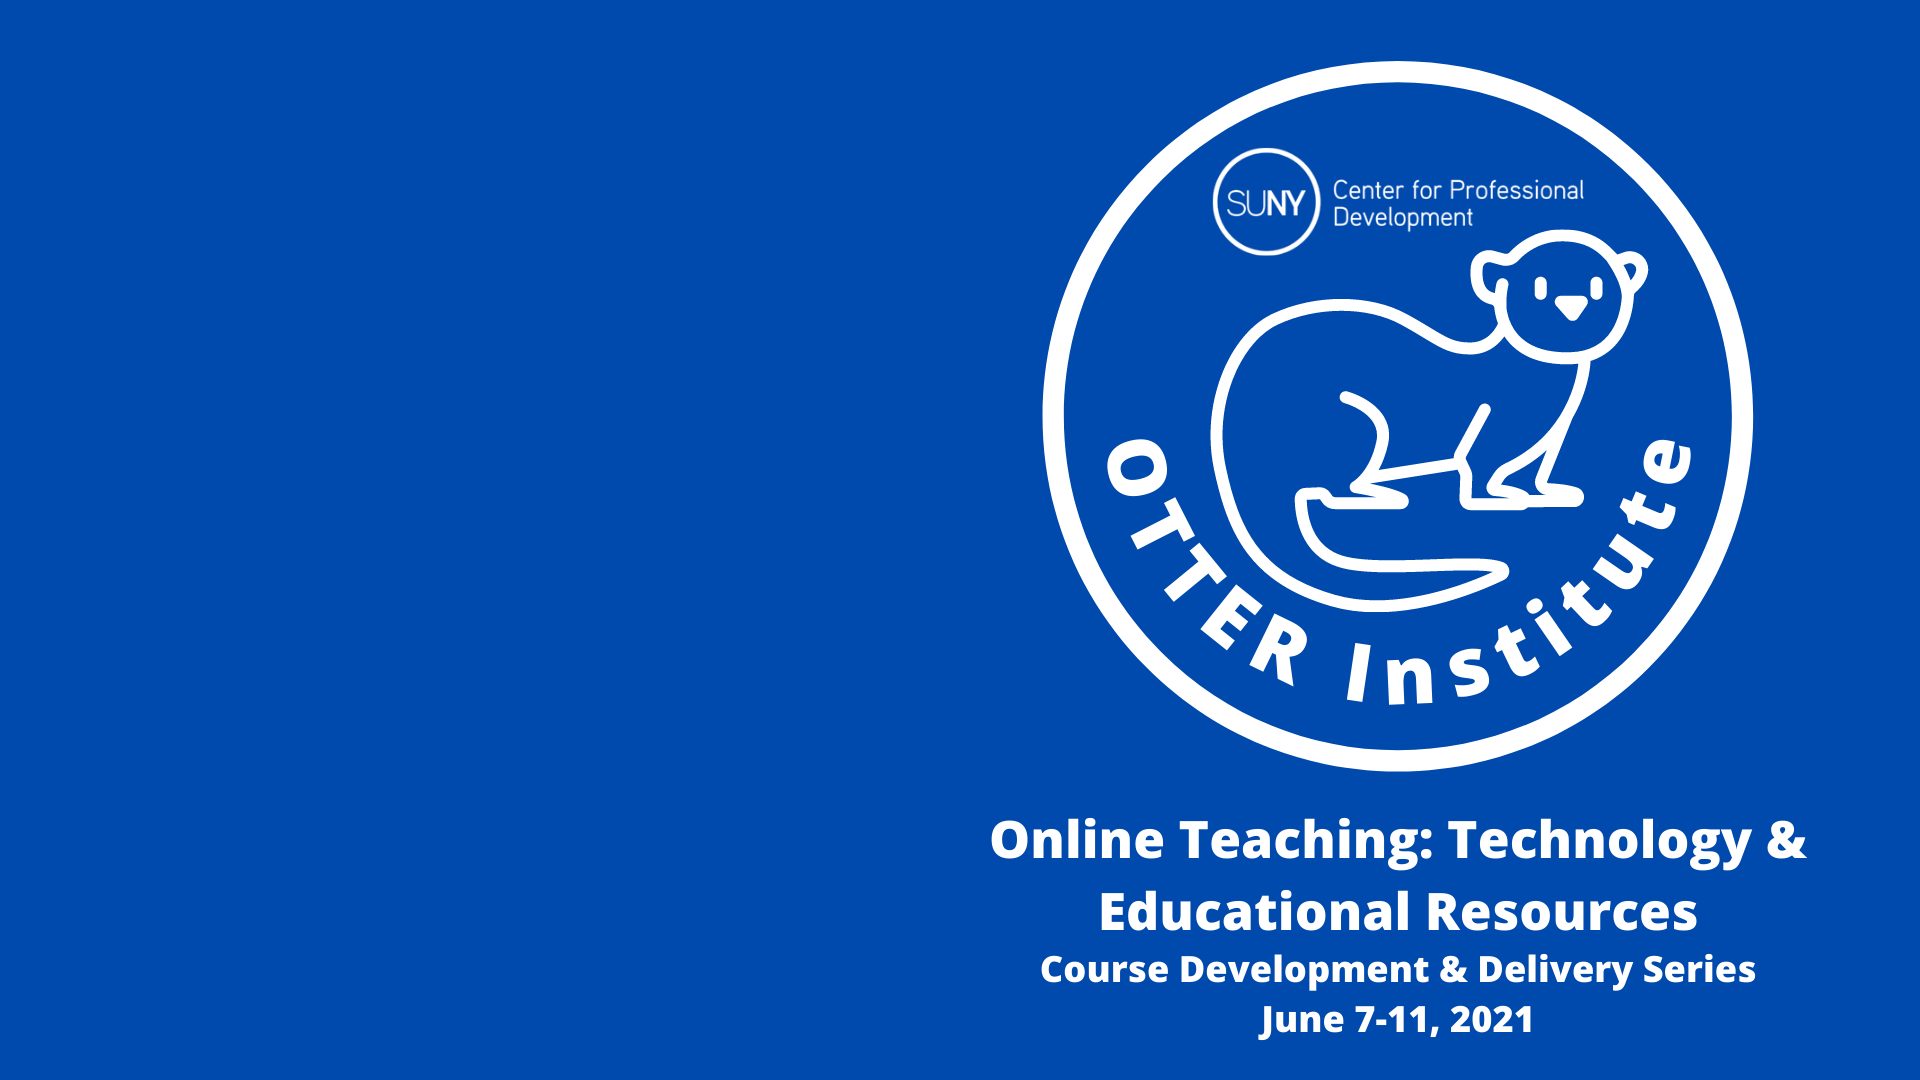 SUNY
Center for Professional
Development
OTTER Institute
Online Teaching: Technology &
Educational Resources
Course Development & Delivery Series
June 7-11, 2021